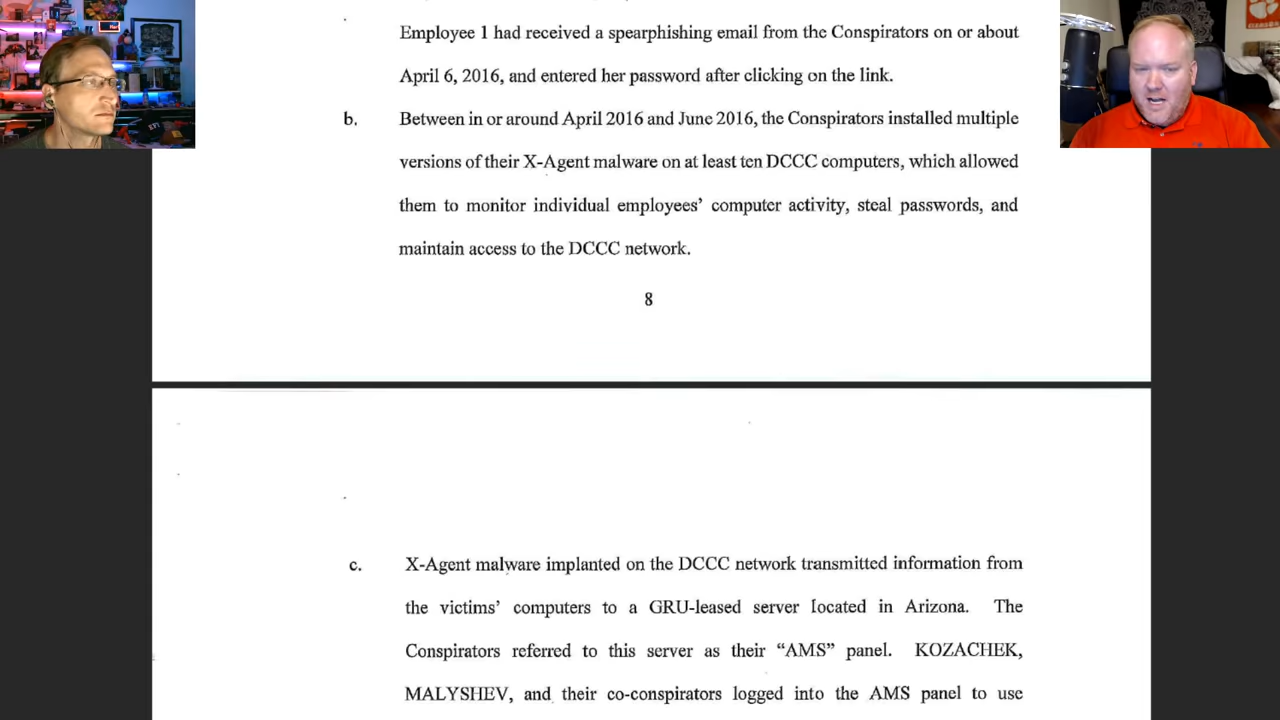 Employee 1 had received a spearphishing email from the Conspirators on or about
April 6, 2016, and entered her password after clicking on the link.
b. Between in or around April 2016 and June 2016, the Conspirators installed multiple
versions of their X-Agent malware on at least ten DCCC computers, which allowed
them to monitor individual employees' computer activity, steal passwords, and
maintain access to the DCCC network.
8
c. X-Agent malware implanted on the DCCC network transmitted information from
the victims' computers to a GRU-leased server located in Arizona. The
Conspirators referred to this server as their “AMS” panel. KOZACHEK,
MALYSHEV, and their co-conspirators logged into the AMS panel to use